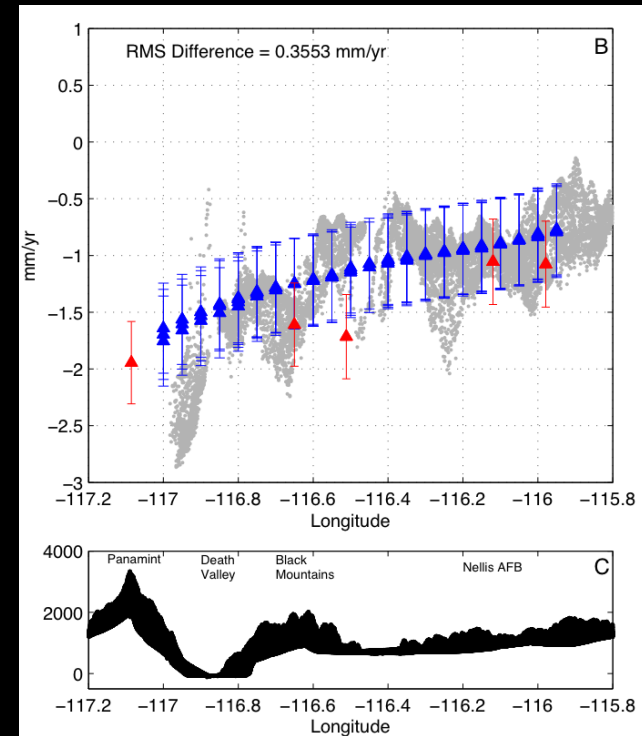 RMS Difference = 0.3553 mm/yr
B
1
0.5
0
−0.5
−1
−1.5
−2
−2.5
−3
mm/yr
−117.2 −117 −116.8 −116.6 −116.4 −116.2 −116 −115.8
Longitude
Panamint Death Valley Black Mountains Nellis AFB C
4000
2000
0
−117.2 −117 −116.8 −116.6 −116.4 −116.2 −116 −115.8
Longitude